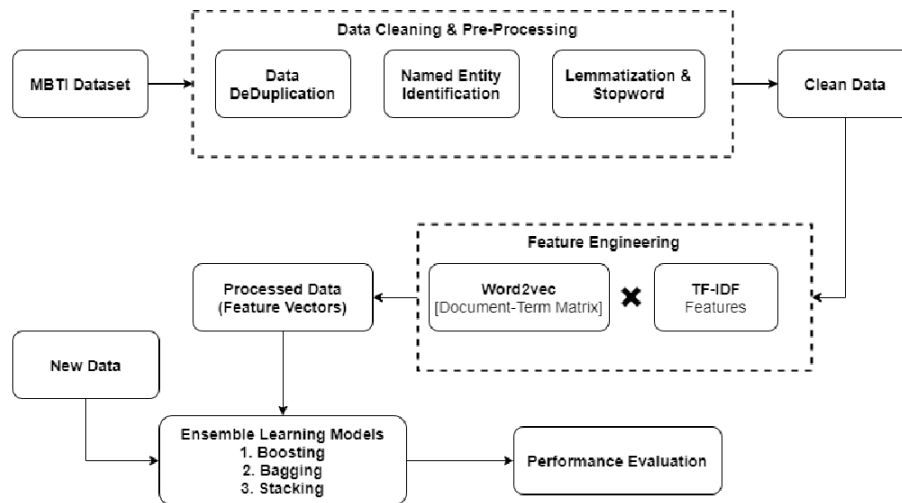 Data Cleaning & Pre-Processing
MBTI Dataset
Data
DeDuplication
Named Entity
Identification
Lemmatization &
Stopword
Clean Data
Feature Engineering
Word2vec
[Document-Term Matrix]
TF-IDF
Features
Processed Data
(Feature Vectors)
New Data
Ensemble Learning Models
1. Boosting
2. Bagging
3. Stacking
Performance Evaluation